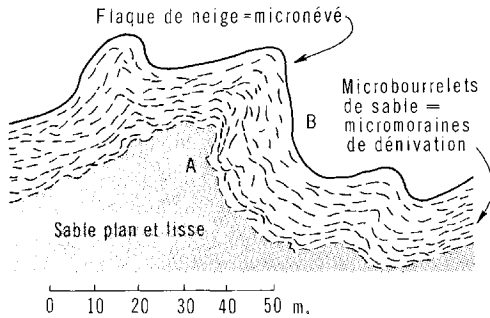 Flaque de neige = micronévé
Microbourrelets
de sable =
micromoraines
de dénivation
B
A
Sable plan et lisse
0 10 20 30 40 50 m,